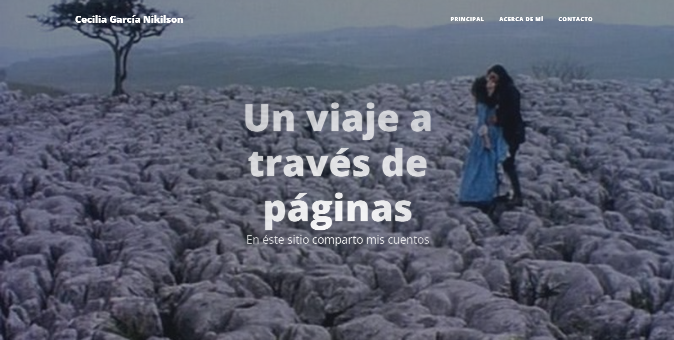 Cecilia García Nikilson
PRINCIPAL ACERCA DE MÍ CONTACTO
Un viaje a
través de
páginas
En éste sitio comparto mis cuentos